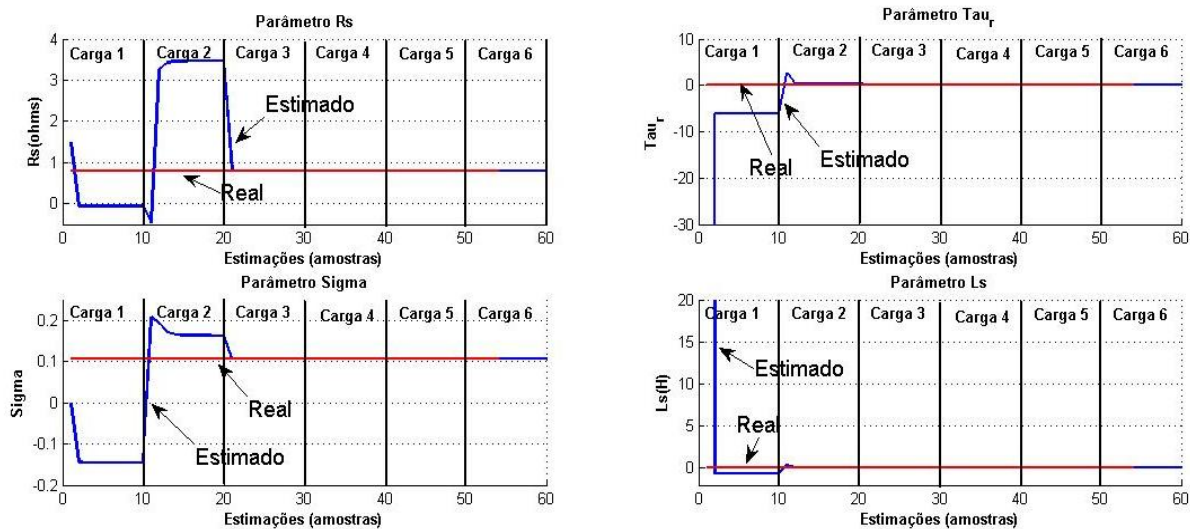 Parâmetro Rs
Rs(ohms)
4
3
2
1
0
Carga 1
Carga 2
Carga 3
Carga 4
Carga 5
Carga 6
Estimado
Real
0
10
20
30
40
50
60
Estimações (amostras)
Parâmetro Tau_r
Tau_r
10
0
-10
-20
-30
Carga 1
Carga 2
Carga 3
Carga 4
Carga 5
Carga 6
Real
Estimado
0
10
20
30
40
50
60
Estimações (amostras)
Parâmetro Sigma
Sigma
0.2
0.1
0
-0.1
-0.2
Carga 1
Carga 2
Carga 3
Carga 4
Carga 5
Carga 6
Real
Estimado
0
10
20
30
40
50
60
Estimações (amostras)
Parâmetro Ls
Ls(H)
20
15
10
5
0
Carga 1
Carga 2
Carga 3
Carga 4
Carga 5
Carga 6
Estimado
Real
0
10
20
30
40
50
60
Estimações (amostras)